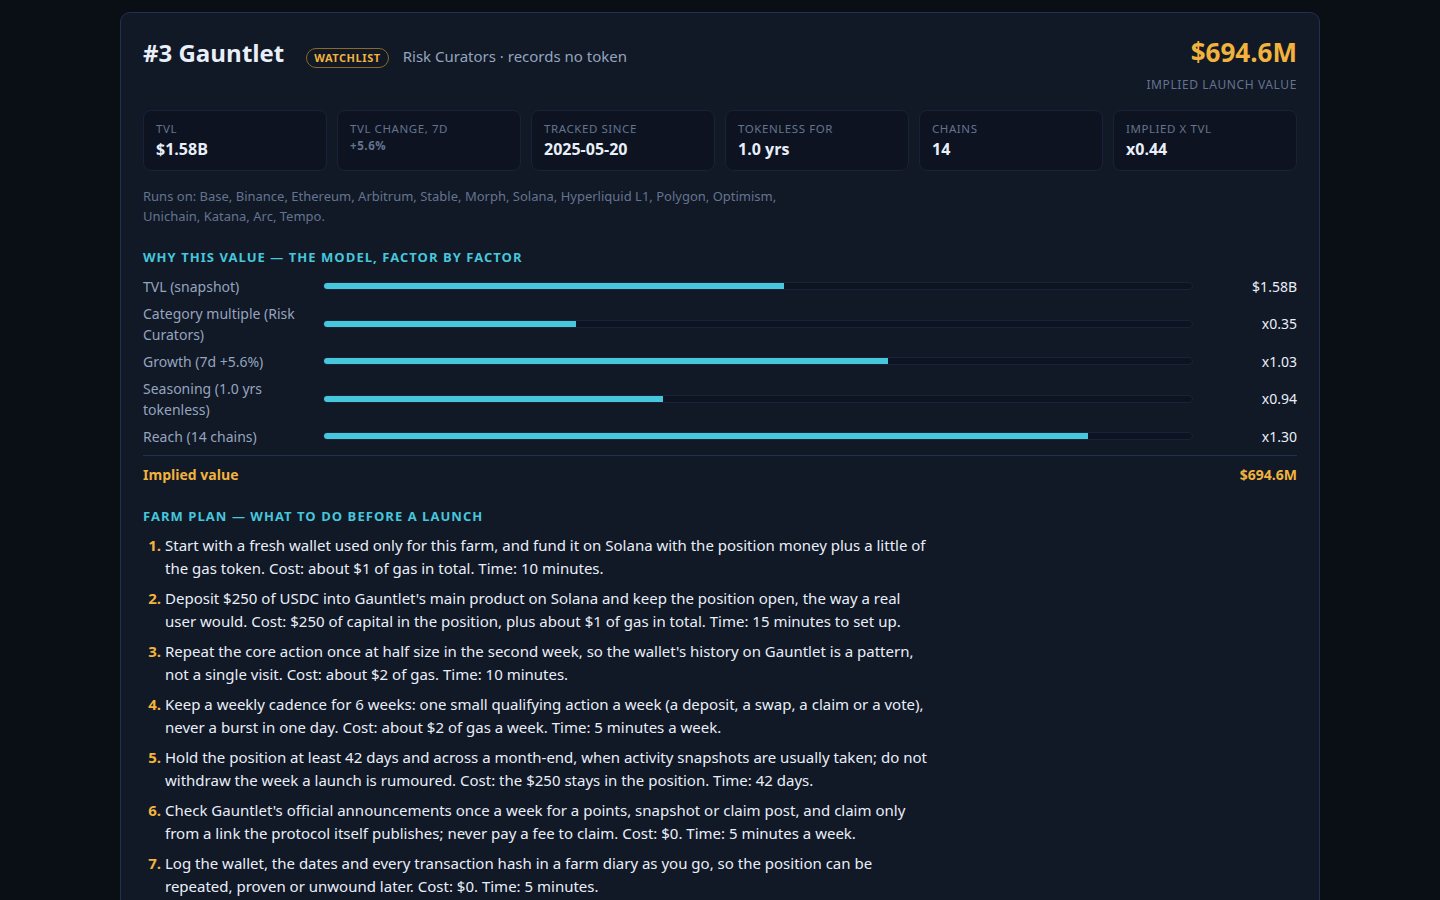 #3 Gauntlet
WATCHLIST
Risk Curators · records no token
$694.6M
IMPLIED LAUNCH VALUE
TVL
$1.58B
TVL CHANGE, 7D
+5.6%
TRACKED SINCE
2025-05-20
TOKENLESS FOR
1.0 yrs
CHAINS
14
IMPLIED X TVL
x0.44
Runs on: Base, Binance, Ethereum, Arbitrum, Stable, Morph, Solana, Hyperliquid L1, Polygon, Optimism,
Unichain, Katana, Arc, Tempo.
WHY THIS VALUE — THE MODEL, FACTOR BY FACTOR
TVL (snapshot)
$1.58B
Category multiple (Risk
Curators)
x0.35
Growth (7d +5.6%)
x1.03
Seasoning (1.0 yrs
tokenless)
x0.94
Reach (14 chains)
x1.30
Implied value
$694.6M
FARM PLAN — WHAT TO DO BEFORE A LAUNCH
1. Start with a fresh wallet used only for this farm, and fund it on Solana with the position money plus a little of
the gas token. Cost: about $1 of gas in total. Time: 10 minutes.
2. Deposit $250 of USDC into Gauntlet's main product on Solana and keep the position open, the way a real
user would. Cost: $250 of capital in the position, plus about $1 of gas in total. Time: 15 minutes to set up.
3. Repeat the core action once at half size in the second week, so the wallet's history on Gauntlet is a pattern,
not a single visit. Cost: about $2 of gas. Time: 10 minutes.
4. Keep a weekly cadence for 6 weeks: one small qualifying action a week (a deposit, a swap, a claim or a vote),
never a burst in one day. Cost: about $2 of gas a week. Time: 5 minutes a week.
5. Hold the position at least 42 days and across a month-end, when activity snapshots are usually taken; do not
withdraw the week a launch is rumoured. Cost: the $250 stays in the position. Time: 42 days.
6. Check Gauntlet's official announcements once a week for a points, snapshot or claim post, and claim only
from a link the protocol itself publishes; never pay a fee to claim. Cost: $0. Time: 5 minutes a week.
7. Log the wallet, the dates and every transaction hash in a farm diary as you go, so the position can be
repeated, proven or unwound later. Cost: $0. Time: 5 minutes.